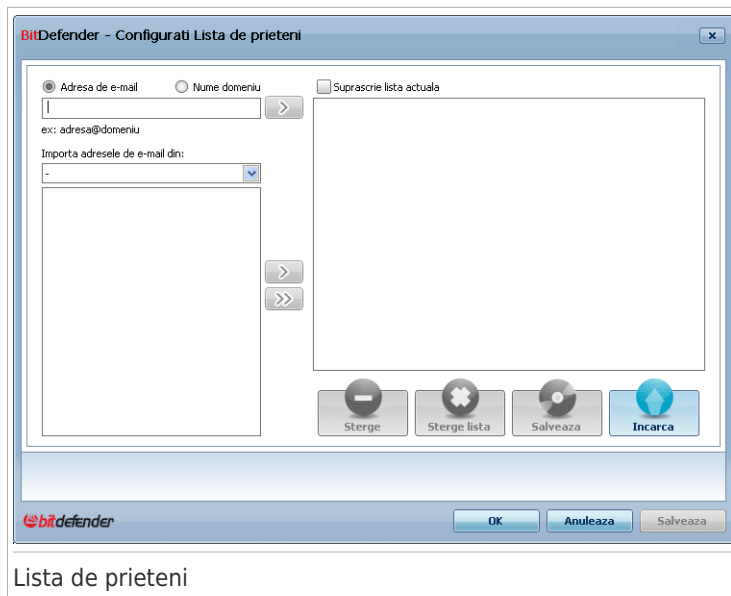 BitDefender - Configurati Lista de prieteni
Adresa de e-mail
Nume domeniu
Suprascrie lista actuala
ex: adresa@domeniu
Importa adresele de e-mail din:
-
Sterge
Sterge lista
Salveaza
Incarca
bitdefender
OK
Anuleaza
Salveaza
Lista de prieteni